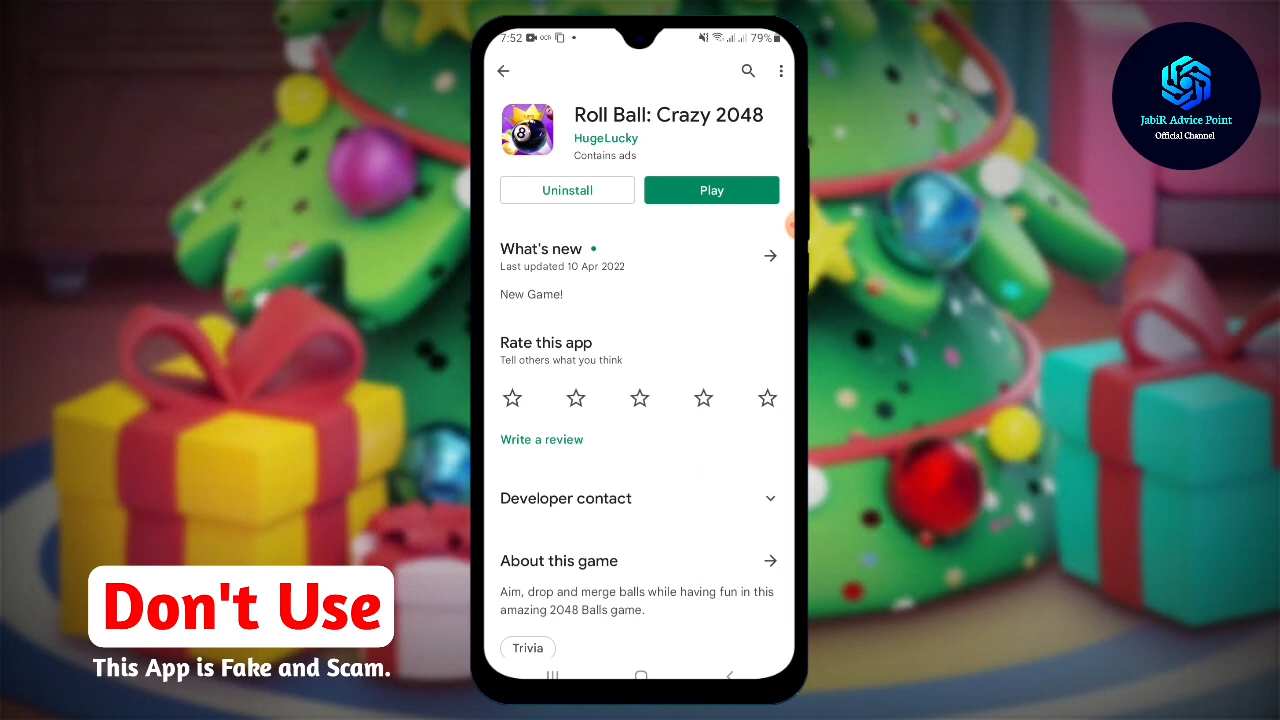 7:52
OCR
79%
Roll Ball: Crazy 2048
HugeLucky
Contains ads
Uninstall
Play
What's new
Last updated 10 Apr 2022
New Game!
Rate this app
Tell others what you think
Write a review
Developer contact
About this game
Aim, drop and merge balls while having fun in this
amazing 2048 Balls game.
Trivia
8
JabiR Advice Point
Official Channel
Don't Use
This App is Fake and Scam.